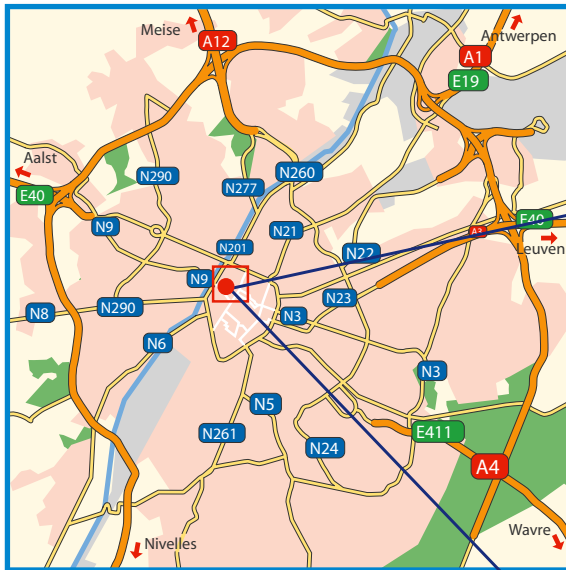 Meise
A12
Antwerpen
A1
E19
Aalst
E40
N290
N277
N260
N9
N201
N21
N22
A3
E40
Leuven
N9
N8
N290
N23
N3
N6
N3
N5
N261
N24
E411
A4
Nivelles
Wavre